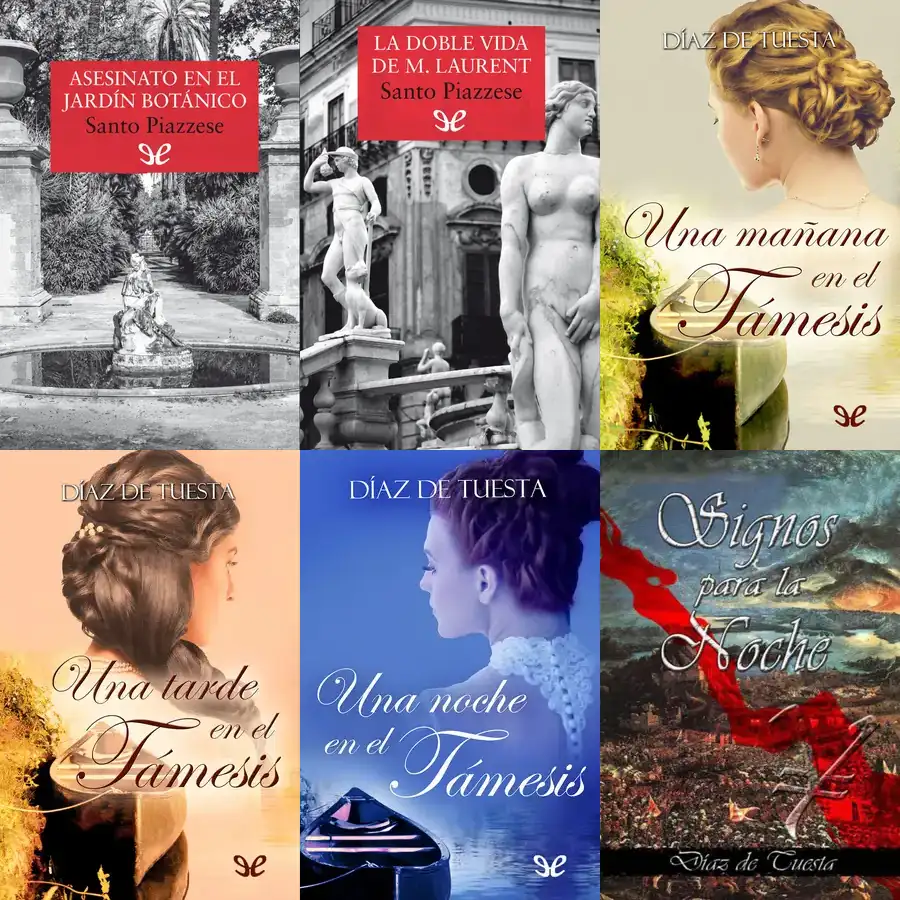 ASESINATO EN EL
JARDÍN BOTÁNICO
Santo Piazzese
LA DOBLE VIDA
DE M. LAURENT
Santo Piazzese
DÍAZ DE TUESTA
Una mañana
en el
Támesis
DÍAZ DE TUESTA
Una tarde
en el
Támesis
DÍAZ DE TUESTA
Una noche
en el
Támesis
Signos
para la
Noche
Díaz de Tuesta